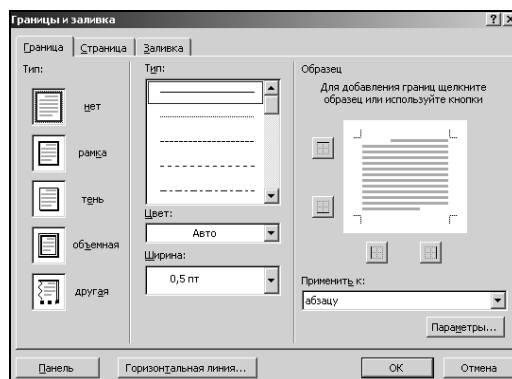 Границы и заливка
Граница
Страница
Заливка
Тип:
нет
рамка
тень
объемная
другая
Тип:
Цвет:
Авто
Ширина:
0,5 пт
Образец
Для добавления границ щелкните
образец или используйте кнопки
Применить к:
абзацу
Параметры...
Панель
Горизонтальная линия...
ОК
Отмена